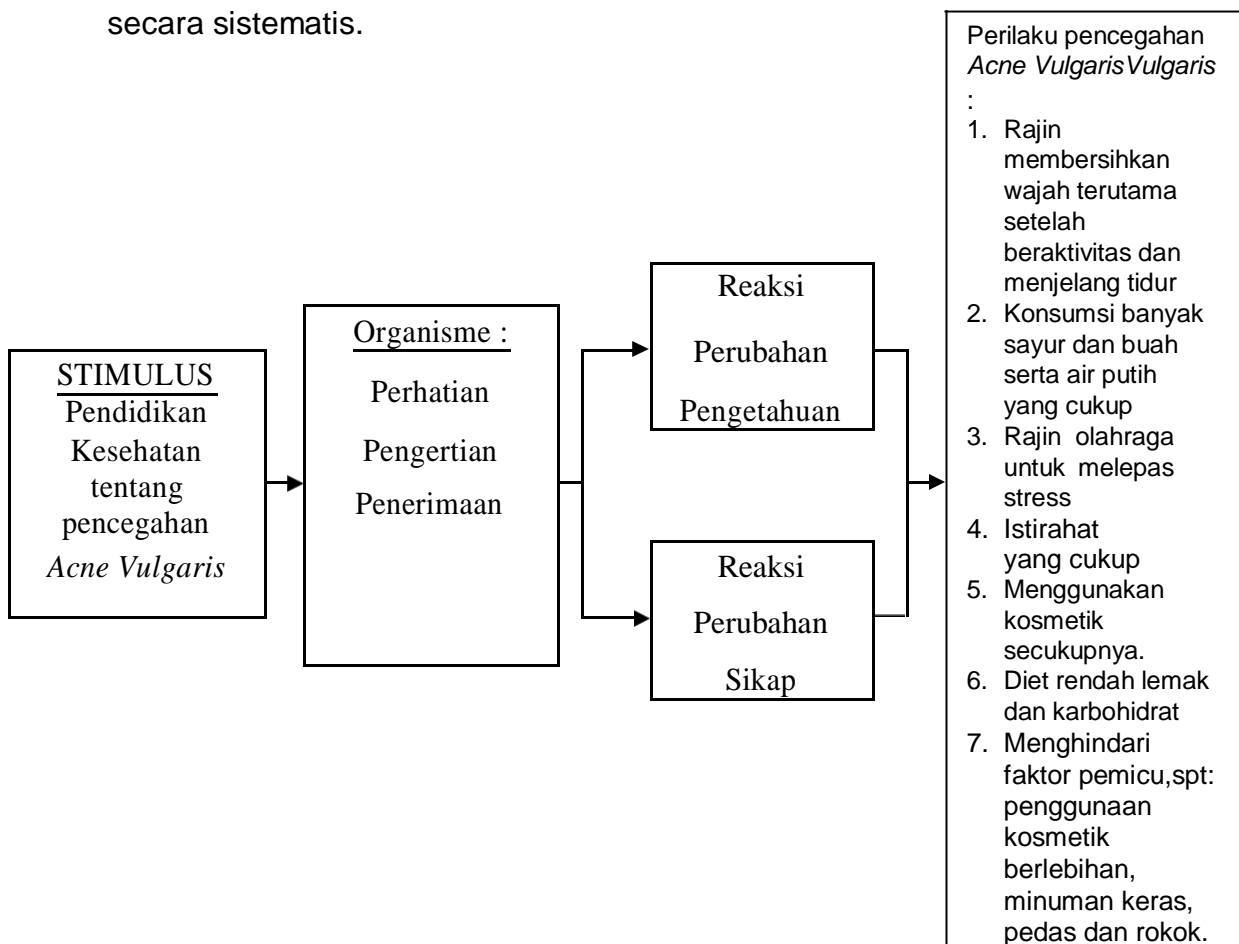 secara sistematis.
STIMULUS
Pendidikan
Kesehatan
tentang
pencegahan
Acne Vulgaris
Organisme :
Perhatian
Pengertian
Penerimaan
Reaksi
Perubahan
Pengetahuan
Reaksi
Perubahan
Sikap
Perilaku pencegahan
Acne VulgarisVulgaris
:
1. Rajin
membersihkan
wajah terutama
setelah
beraktivitas dan
menjelang tidur
2. Konsumsi banyak
sayur dan buah
serta air putih
yang cukup
3. Rajin olahraga
untuk melepas
stress
4. Istirahat
yang cukup
5. Menggunakan
kosmetik
secukupnya.
6. Diet rendah lemak
dan karbohidrat
7. Menghindari
faktor pemicu,spt:
penggunaan
kosmetik
berlebihan,
minuman keras,
pedas dan rokok.